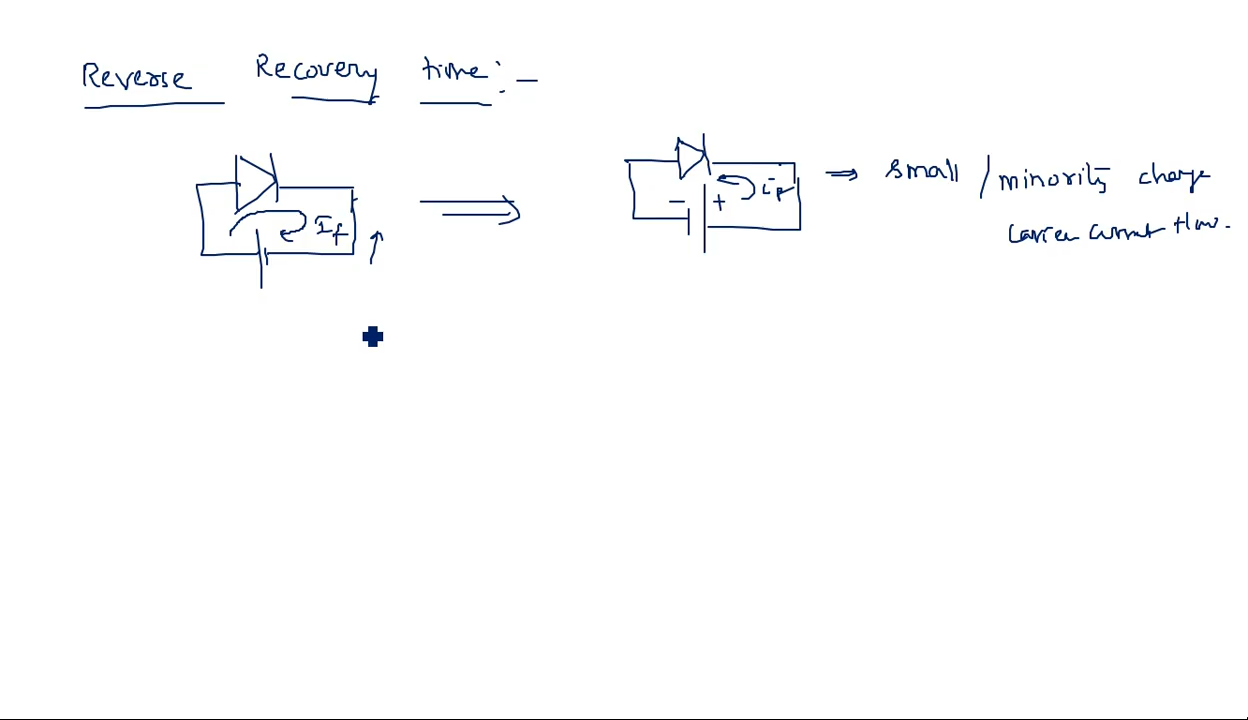 Reverse Recovery time:-
If
- + ir
⇒ small / minority charge
carrier current flow.